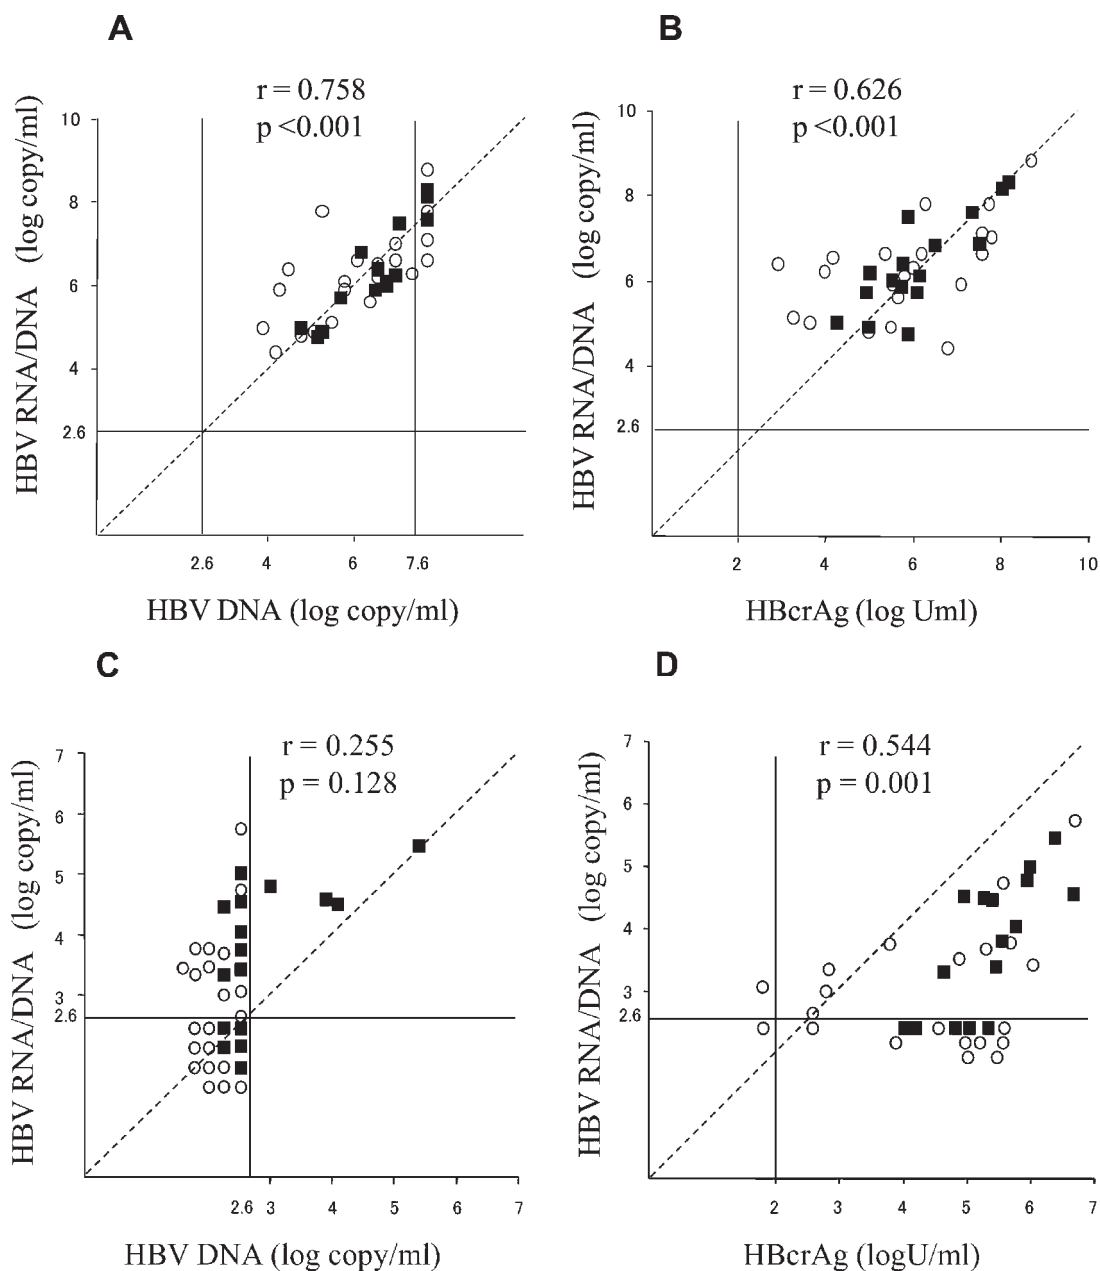 A
r = 0.758
p <0.001
HBV RNA/DNA (log copy/ml)
10
8
6
4
2.6
2.6 4 6 7.6
HBV DNA (log copy/ml)
B
r = 0.626
p <0.001
HBV RNA/DNA (log copy/ml)
10
8
6
4
2.6
2 4 6 8 10
HBcrAg (log Uml)
C
r = 0.255
p = 0.128
HBV RNA/DNA (log copy/ml)
7
6
5
4
3
2.6
2.6 3 4 5 6 7
HBV DNA (log copy/ml)
D
r = 0.544
p = 0.001
HBV RNA/DNA (log copy/ml)
7
6
5
4
3
2.6
2 3 4 5 6 7
HBcrAg (logU/ml)